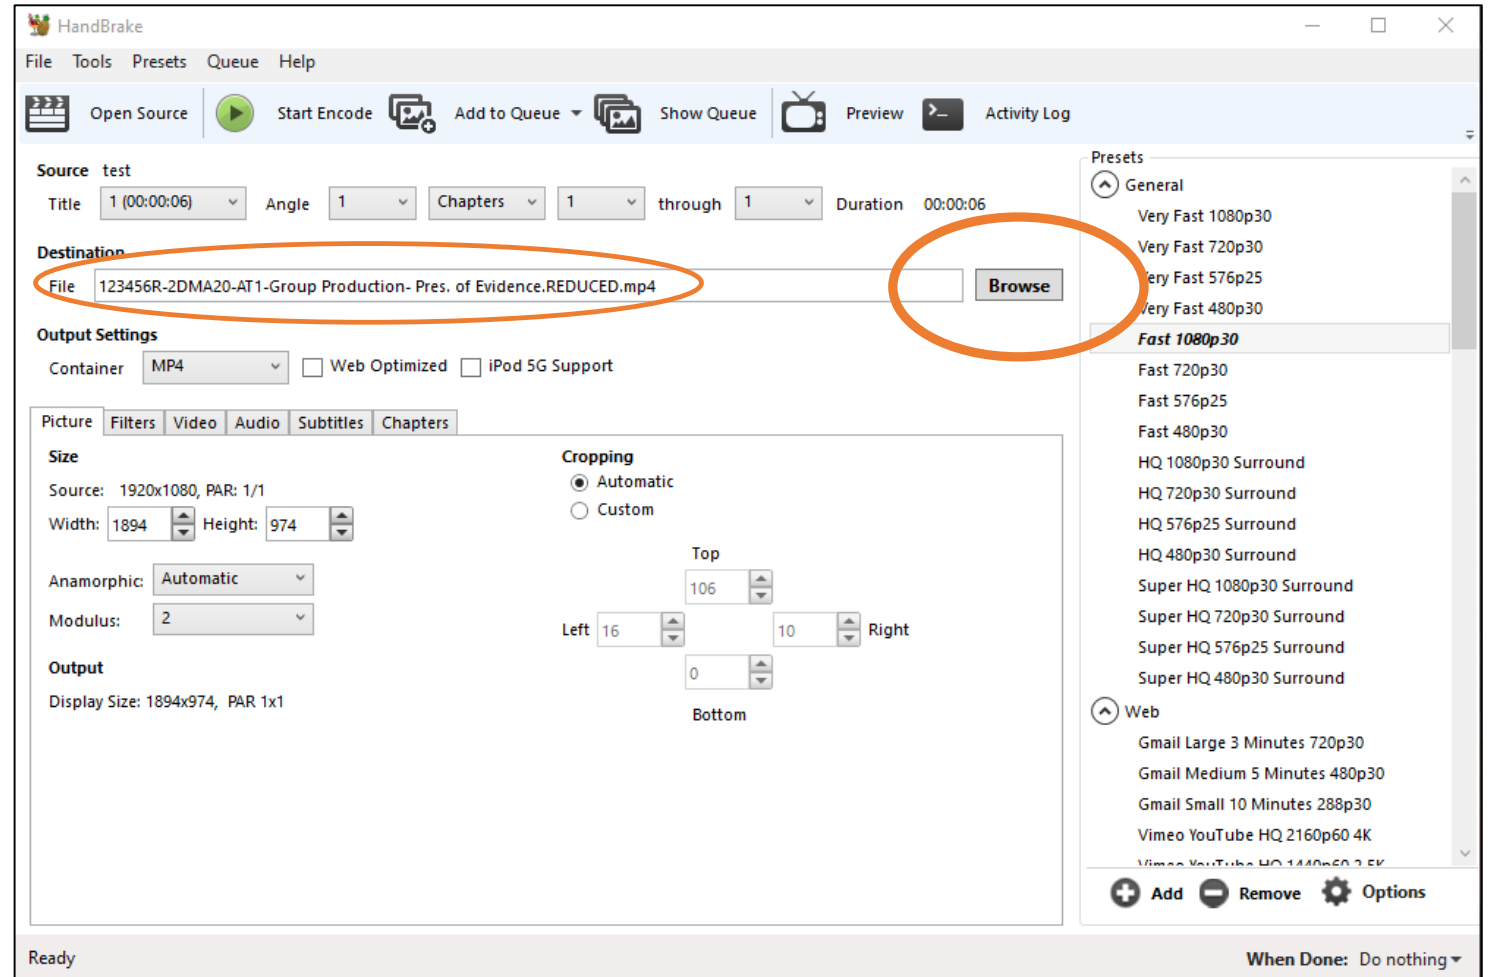 HandBrake
File Tools Presets Queue Help
Open Source Start Encode Add to Queue Show Queue Preview Activity Log
Source test
Title 1 (00:00:06) Angle 1 Chapters 1 through 1 Duration 00:00:06
Destination
File 123456R-2DMA20-AT1-Group Production- Pres. of Evidence.REDUCED.mp4 Browse
Output Settings
Container MP4 Web Optimized iPod 5G Support
Picture Filters Video Audio Subtitles Chapters
Size
Source: 1920x1080, PAR: 1/1
Width: 1894 Height: 974
Anamorphic: Automatic
Modulus: 2
Output
Display Size: 1894x974, PAR 1x1
Cropping
Automatic
Custom
Top
106
Left 16 10 Right
0
Bottom
Presets
General
Very Fast 1080p30
Very Fast 720p30
Very Fast 576p25
Very Fast 480p30
Fast 1080p30
Fast 720p30
Fast 576p25
Fast 480p30
HQ 1080p30 Surround
HQ 720p30 Surround
HQ 576p25 Surround
HQ 480p30 Surround
Super HQ 1080p30 Surround
Super HQ 720p30 Surround
Super HQ 576p25 Surround
Super HQ 480p30 Surround
Web
Gmail Large 3 Minutes 720p30
Gmail Medium 5 Minutes 480p30
Gmail Small 10 Minutes 288p30
Vimeo YouTube HQ 2160p60 4K
Vimeo YouTube HQ 1440p60 2.5K
Add Remove Options
Ready
When Done: Do nothing